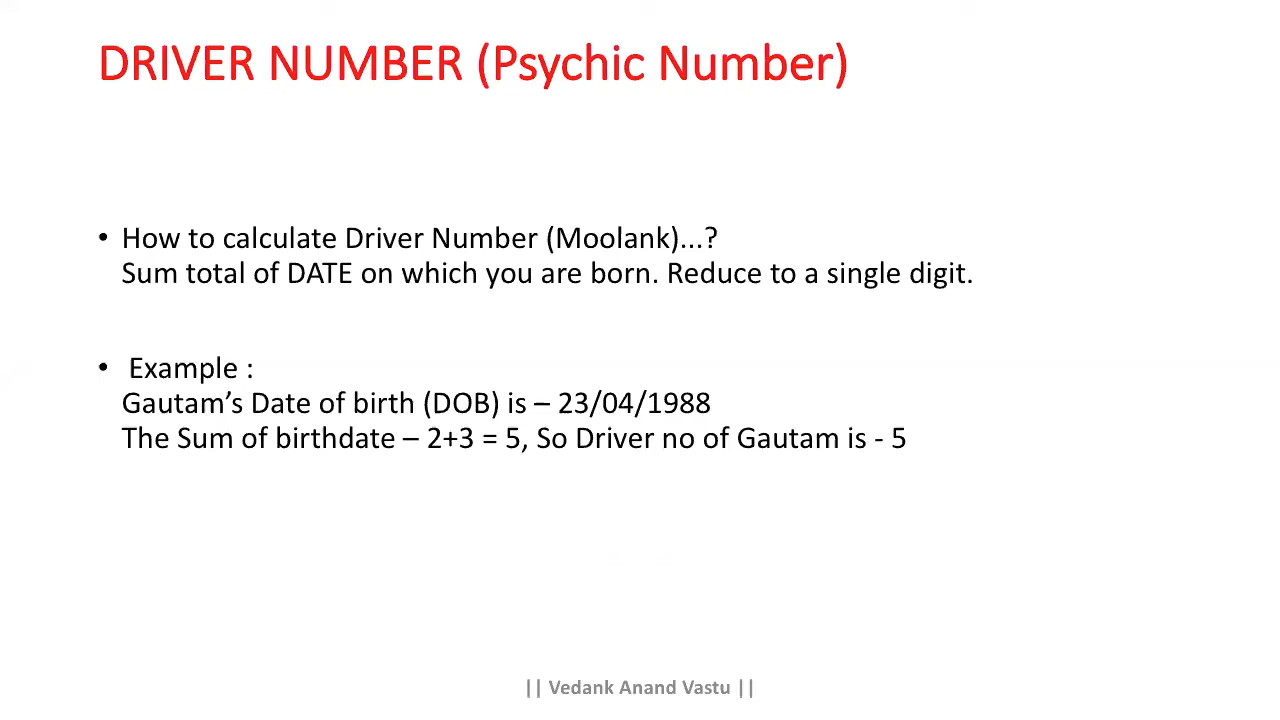 DRIVER NUMBER (Psychic Number)
• How to calculate Driver Number (Moolank)...?
Sum total of DATE on which you are born. Reduce to a single digit.
• Example :
Gautam’s Date of birth (DOB) is – 23/04/1988
The Sum of birthdate – 2+3 = 5, So Driver no of Gautam is - 5
|| Vedank Anand Vastu ||